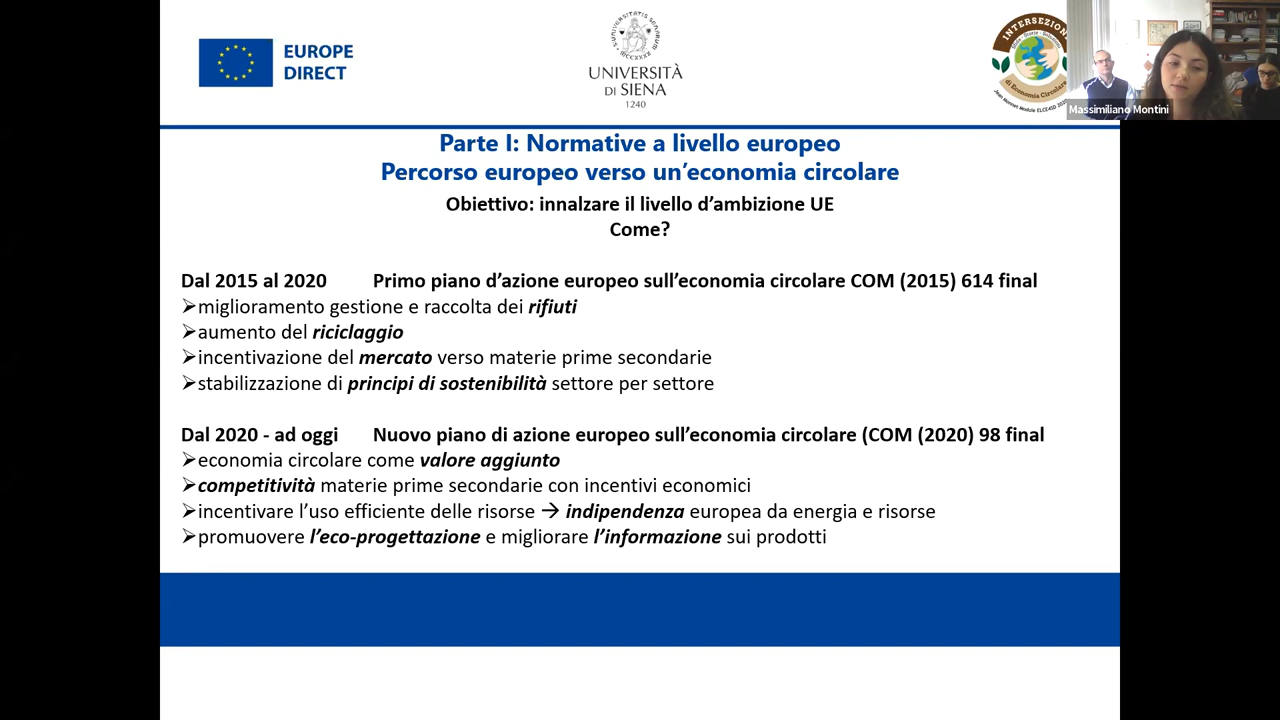 EUROPE
DIRECT
UNIVERSITÀ
DI SIENA
1240
INTERSEZIONI
di Economia Circolare
Massimiliano Montini
Parte I: Normative a livello europeo
Percorso europeo verso un’economia circolare
Obiettivo: innalzare il livello d’ambizione UE
Come?
Dal 2015 al 2020 Primo piano d’azione europeo sull’economia circolare COM (2015) 614 final
➢miglioramento gestione e raccolta dei rifiuti
➢aumento del riciclaggio
➢incentivazione del mercato verso materie prime secondarie
➢stabilizzazione di principi di sostenibilità settore per settore
Dal 2020 - ad oggi Nuovo piano di azione europeo sull’economia circolare (COM (2020) 98 final
➢economia circolare come valore aggiunto
➢competitività materie prime secondarie con incentivi economici
➢incentivare l’uso efficiente delle risorse → indipendenza europea da energia e risorse
➢promuovere l’eco-progettazione e migliorare l’informazione sui prodotti